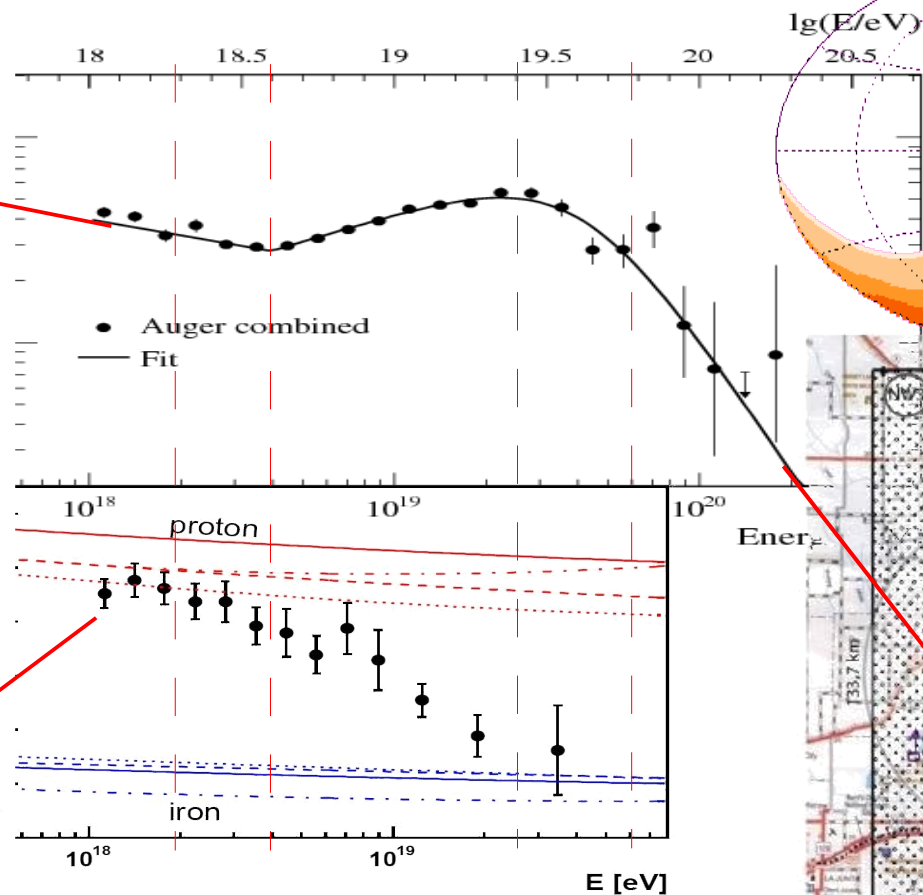 lg(E/eV)
18 18.5 19 19.5 20 20.5
Auger combined
Fit
10¹⁸ 10¹⁹ 10²⁰
Ener
proton
33.7 km
iron
10¹⁸ 10¹⁹
E [eV]